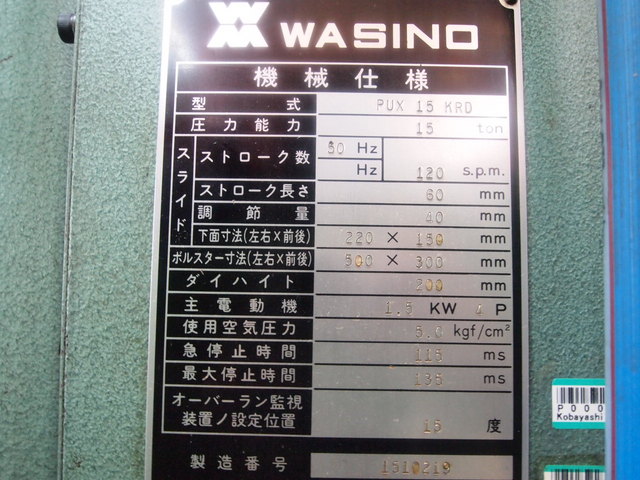 WASINO
機械仕様
型式 PUX 15 KRD
圧力能力 15 ton
スライド
ストローク数 50 Hz
Hz 120 s.p.m.
ストローク長さ 60 mm
調節量 40 mm
下面寸法(左右×前後) 220 × 150 mm
ボルスター寸法(左右×前後) 500 × 300 mm
ダイハイト 200 mm
主電動機 1.5 KW 4 P
使用空気圧力 5.0 kgf/cm²
急停止時間 115 ms
最大停止時間 135 ms
オーバーラン監視
装置ノ設定位置 15 度
製造番号 1510219
P000
Kobayashi